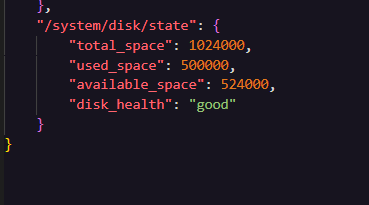 },
"/system/disk/state": {
"total_space": 1024000,
"used_space": 500000,
"available_space": 524000,
"disk_health": "good"
}
}